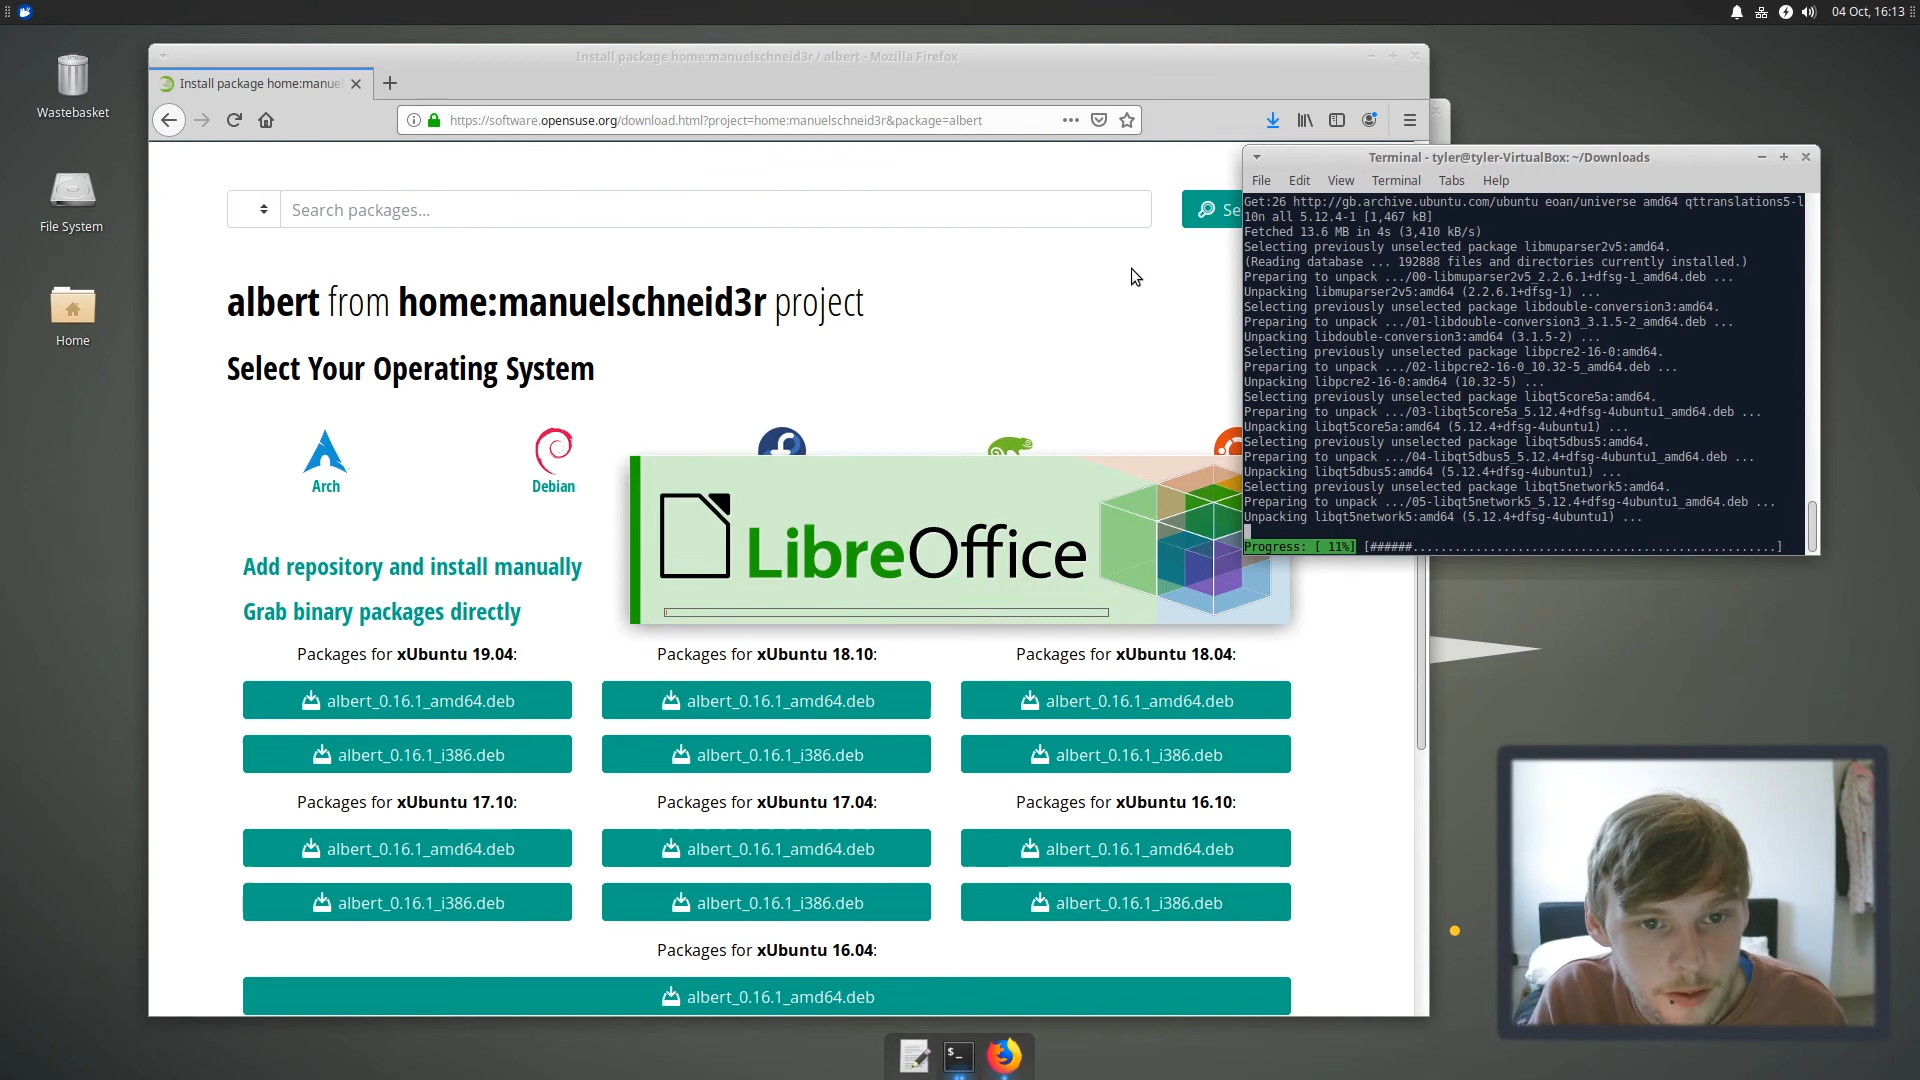 04 Oct, 16:13
Wastebasket
File System
Home
Install package home:manuelschneid3r / albert - Mozilla Firefox
Install package home:manue
https://software.opensuse.org/download.html?project=home:manuelschneid3r&package=albert
Search packages...
Se
albert from home:manuelschneid3r project
Select Your Operating System
Arch
Debian
Add repository and install manually
Grab binary packages directly
LibreOffice
Packages for xUbuntu 19.04:
Packages for xUbuntu 18.10:
Packages for xUbuntu 18.04:
albert_0.16.1_amd64.deb
albert_0.16.1_amd64.deb
albert_0.16.1_amd64.deb
albert_0.16.1_i386.deb
albert_0.16.1_i386.deb
albert_0.16.1_i386.deb
Packages for xUbuntu 17.10:
Packages for xUbuntu 17.04:
Packages for xUbuntu 16.10:
albert_0.16.1_amd64.deb
albert_0.16.1_amd64.deb
albert_0.16.1_amd64.deb
albert_0.16.1_i386.deb
albert_0.16.1_i386.deb
albert_0.16.1_i386.deb
Packages for xUbuntu 16.04:
albert_0.16.1_amd64.deb
Terminal - tyler@tyler-VirtualBox: ~/Downloads
File Edit View Terminal Tabs Help
Get:26 http://gb.archive.ubuntu.com/ubuntu eoan/universe amd64 qttranslations5-l
10n all 5.12.4-1 [1,467 kB]
Fetched 13.6 MB in 4s (3,410 kB/s)
Selecting previously unselected package libmuparser2v5:amd64.
(Reading database ... 192888 files and directories currently installed.)
Preparing to unpack .../00-libmuparser2v5_2.2.6.1+dfsg-1_amd64.deb ...
Unpacking libmuparser2v5:amd64 (2.2.6.1+dfsg-1) ...
Selecting previously unselected package libdouble-conversion3:amd64.
Preparing to unpack .../01-libdouble-conversion3_3.1.5-2_amd64.deb ...
Unpacking libdouble-conversion3:amd64 (3.1.5-2) ...
Selecting previously unselected package libpcre2-16-0:amd64.
Preparing to unpack .../02-libpcre2-16-0_10.32-5_amd64.deb ...
Unpacking libpcre2-16-0:amd64 (10.32-5) ...
Selecting previously unselected package libqt5core5a:amd64.
Preparing to unpack .../03-libqt5core5a_5.12.4+dfsg-4ubuntu1_amd64.deb ...
Unpacking libqt5core5a:amd64 (5.12.4+dfsg-4ubuntu1) ...
Selecting previously unselected package libqt5dbus5:amd64.
Preparing to unpack .../04-libqt5dbus5_5.12.4+dfsg-4ubuntu1_amd64.deb ...
Unpacking libqt5dbus5:amd64 (5.12.4+dfsg-4ubuntu1) ...
Selecting previously unselected package libqt5network5:amd64.
Preparing to unpack .../05-libqt5network5_5.12.4+dfsg-4ubuntu1_amd64.deb ...
Unpacking libqt5network5:amd64 (5.12.4+dfsg-4ubuntu1) ...
Progress: [ 11%] [######....................................................]